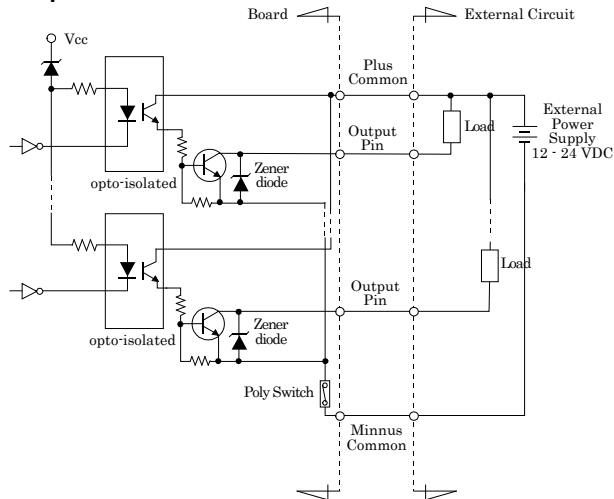 Board
External Circuit
Vcc
Plus
Common
External
Power
Supply
12 - 24 VDC
Load
Output
Pin
Zener
diode
opto-isolated
Load
Output
Pin
Zener
diode
opto-isolated
Poly Switch
Minnus
Common